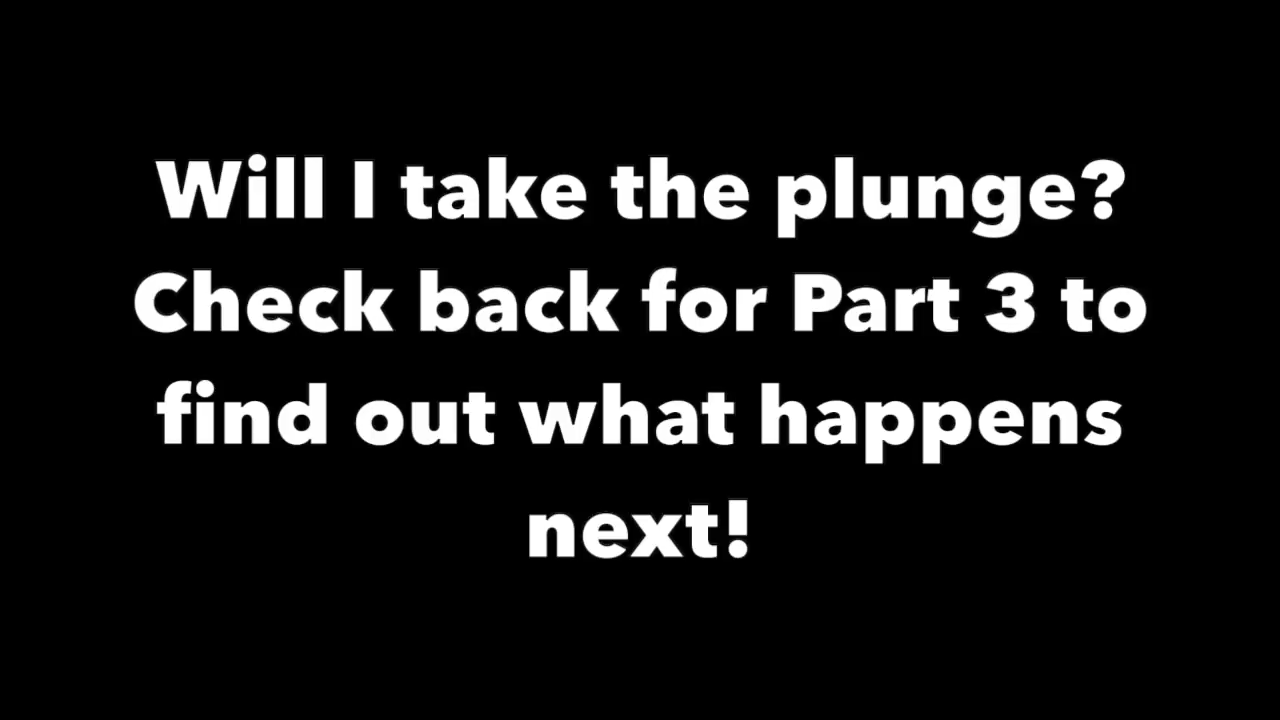 Will I take the plunge?
Check back for Part 3 to
find out what happens
next!